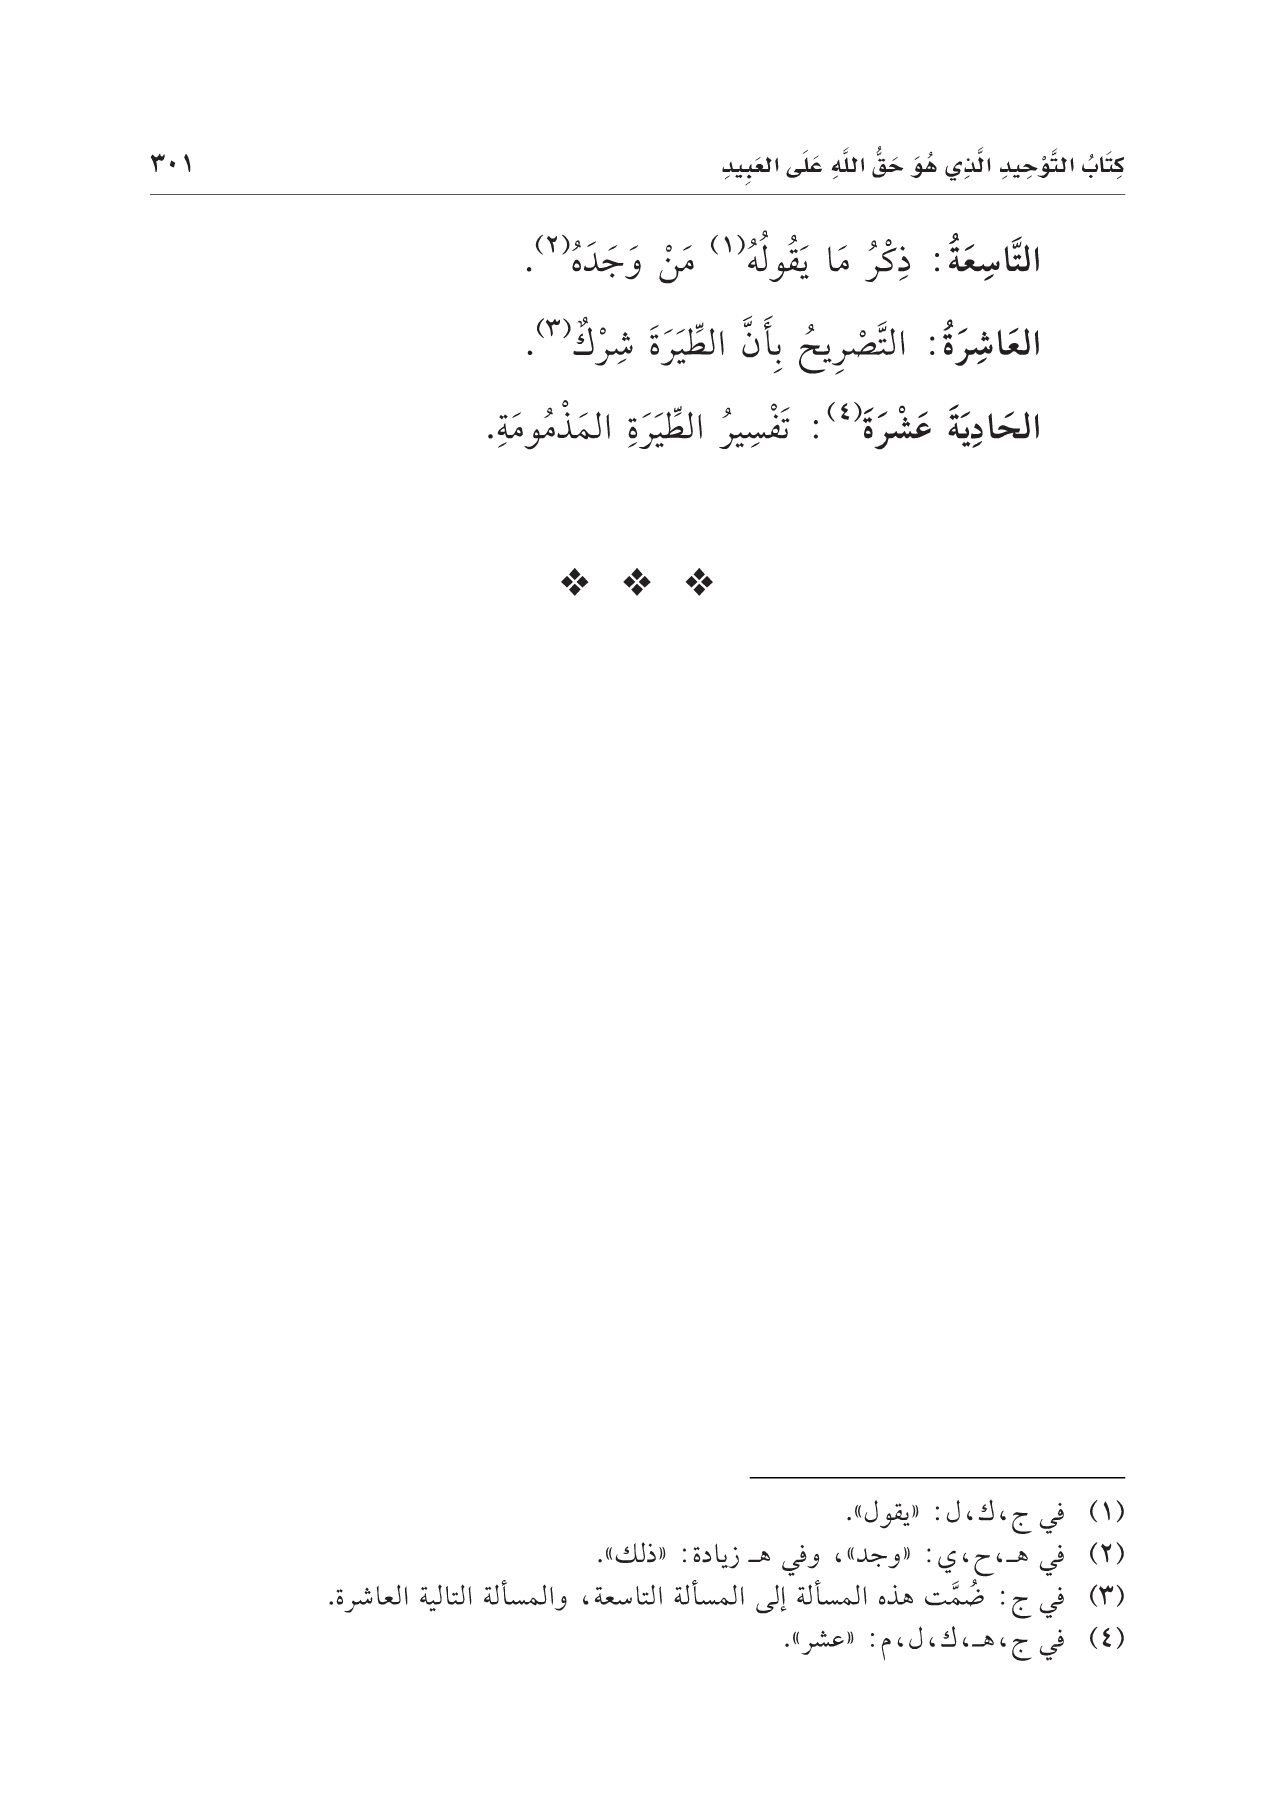 كِتَابُ التَّوْحِيدِ الَّذِي هُوَ حَقُّ اللَّهِ عَلَى العَبِيدِ ٣٠١
التَّاسِعَةُ: ذِكْرُ مَا يَقُولُهُ(١) مَنْ وَجَدَهُ(٢).
العَاشِرَةُ: التَّصْرِيحُ بِأَنَّ الطِّيَرَةَ شِرْكٌ(٣).
الحَادِيَةَ عَشْرَةَ(٤): تَفْسِيرُ الطِّيَرَةِ المَذْمُومَةِ.
❖ ❖ ❖
(١) في ج،ك،ل: «يقول».
(٢) في هـ،ح،ي: «وجد»، وفي هـ زيادة: «ذلك».
(٣) في ج: ضُمَّت هذه المسألة إلى المسألة التاسعة، والمسألة التالية العاشرة.
(٤) في ج،هـ،ك،ل،م: «عشر».